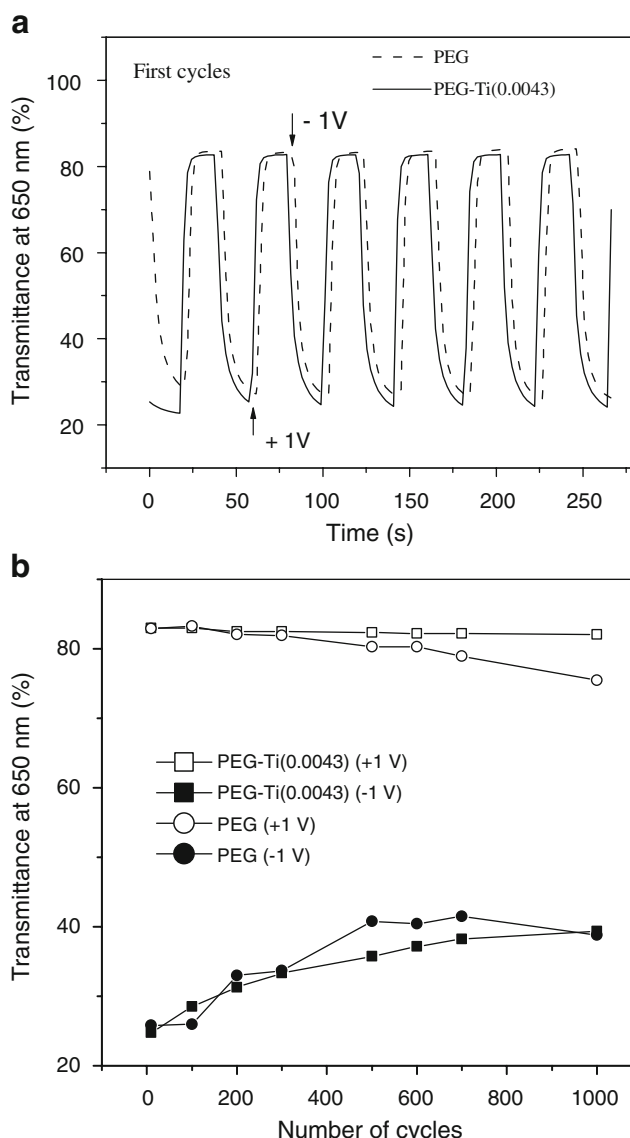 a
First cycles
PEG
PEG-Ti(0.0043)
- 1V
+ 1V
Transmittance at 650 nm (%)
100
80
60
40
20
0
50
100
150
200
250
Time (s)
b
Transmittance at 650 nm (%)
80
60
40
20
PEG-Ti(0.0043) (+1 V)
PEG-Ti(0.0043) (-1 V)
PEG (+1 V)
PEG (-1 V)
0
200
400
600
800
1000
Number of cycles